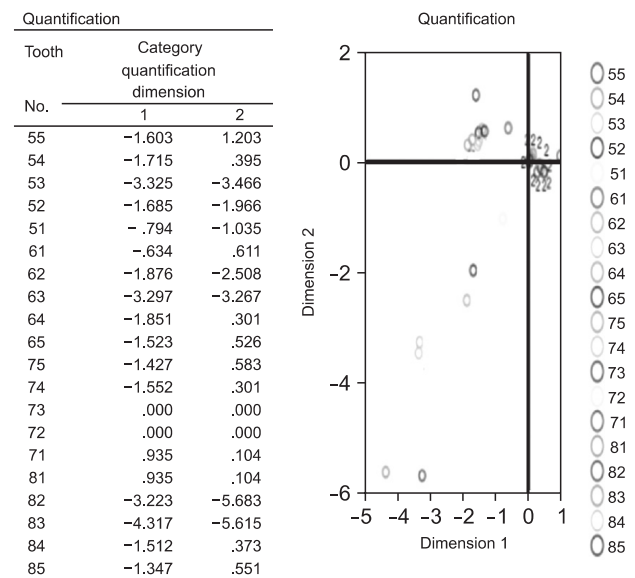 Quantification
Tooth Category
quantification
dimension
No. 1 2
55 −1.603 1.203
54 −1.715 .395
53 −3.325 −3.466
52 −1.685 −1.966
51 − .794 −1.035
61 −.634 .611
62 −1.876 −2.508
63 −3.297 −3.267
64 −1.851 .301
65 −1.523 .526
75 −1.427 .583
74 −1.552 .301
73 .000 .000
72 .000 .000
71 .935 .104
81 .935 .104
82 −3.223 −5.683
83 −4.317 −5.615
84 −1.512 .373
85 −1.347 .551
Quantification
2
0
−2
−4
−6
Dimension 2
−5 −4 −3 −2 −1 0 1
Dimension 1
55
54
53
52
51
61
62
63
64
65
75
74
73
72
71
81
82
83
84
85